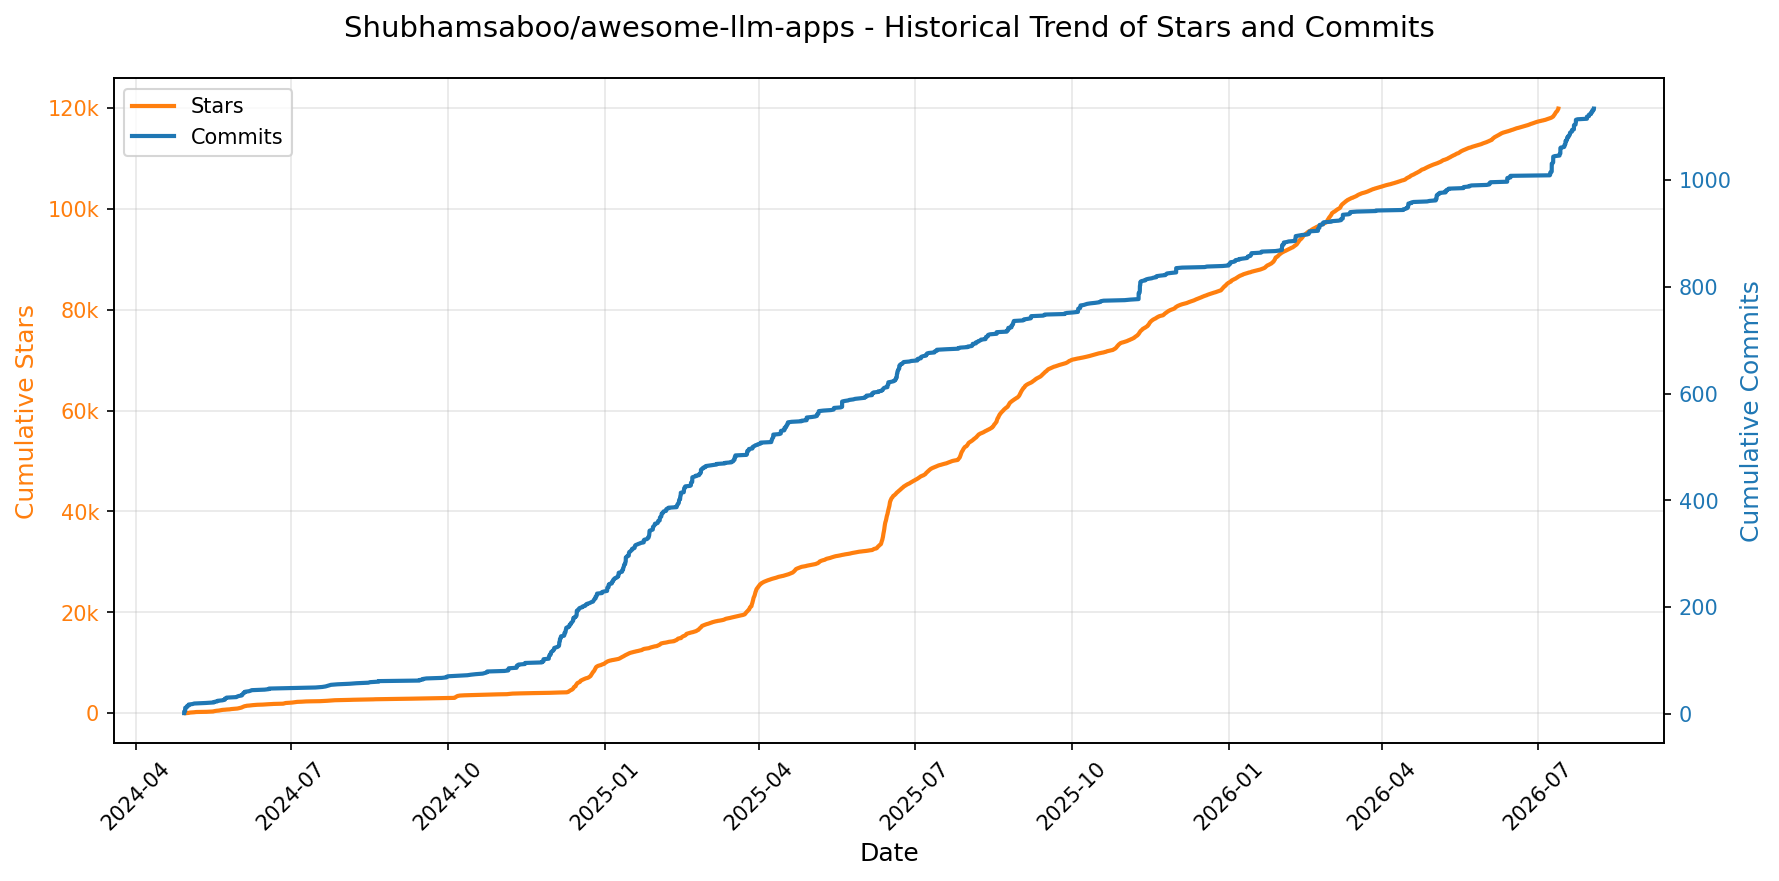 Shubhamsaboo/awesome-llm-apps - Historical Trend of Stars and Commits
Stars
Commits
120k
100k
80k
60k
40k
20k
0
Cumulative Stars
1000
800
600
400
200
0
Cumulative Commits
2024-04
2024-07
2024-10
2025-01
2025-04
2025-07
2025-10
2026-01
2026-04
2026-07
Date